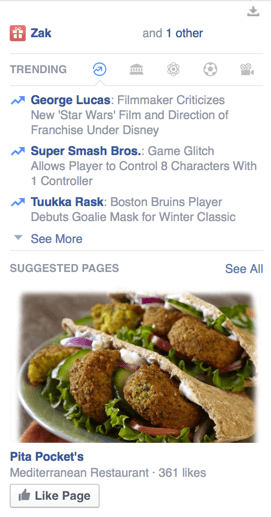 Zak and 1 other
TRENDING
George Lucas: Filmmaker Criticizes
New 'Star Wars' Film and Direction of
Franchise Under Disney
Super Smash Bros.: Game Glitch
Allows Player to Control 8 Characters With
1 Controller
Tuukka Rask: Boston Bruins Player
Debuts Goalie Mask for Winter Classic
See More
SUGGESTED PAGES See All
Pita Pocket's
Mediterranean Restaurant · 361 likes
Like Page